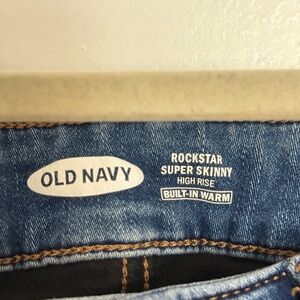 OLD NAVY
ROCKSTAR
SUPER SKINNY
HIGH RISE
BUILT-IN WARM